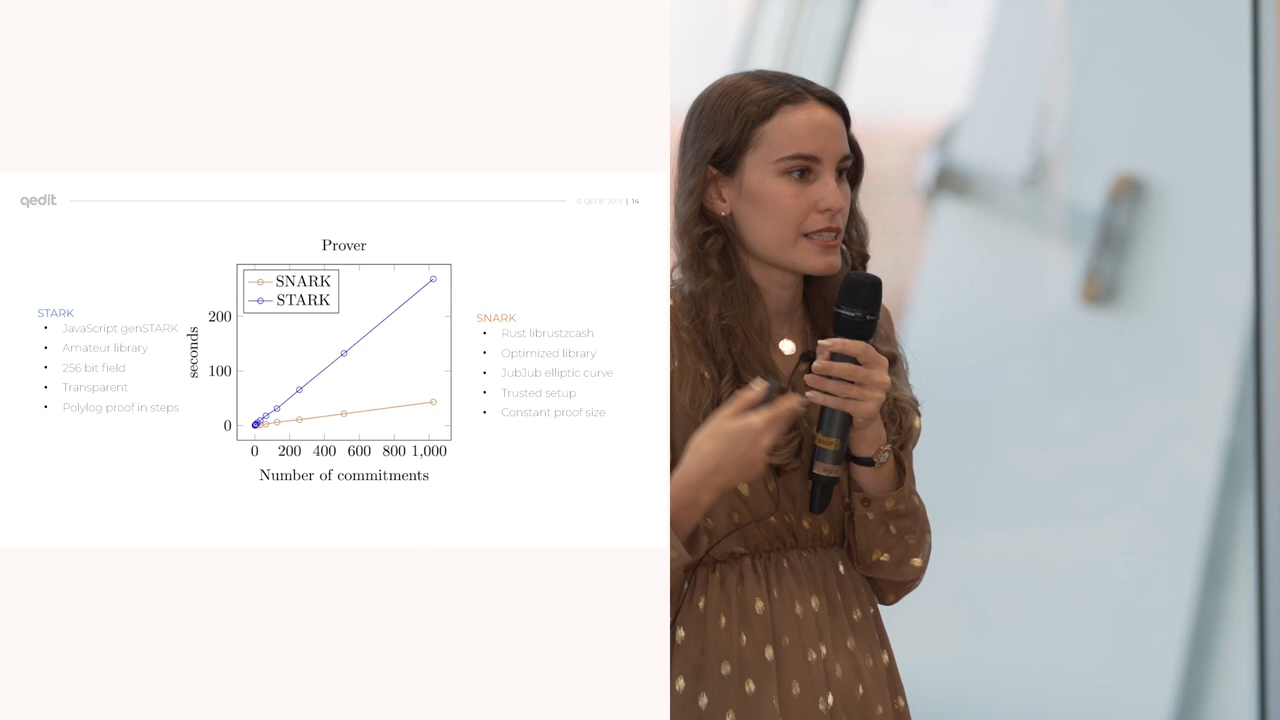 qedit
© QEDIT 2019 | 14
Prover
SNARK
STARK
200
100
0
seconds
0 200 400 600 800 1,000
Number of commitments
STARK
• JavaScript genSTARK
• Amateur library
• 256 bit field
• Transparent
• Polylog proof in steps
SNARK
• Rust librustzcash
• Optimized library
• JubJub elliptic curve
• Trusted setup
• Constant proof size